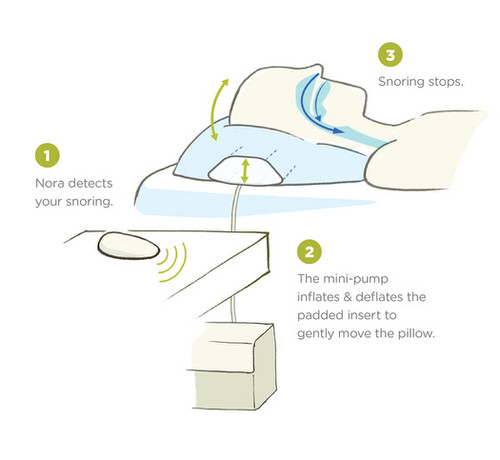 1
Nora detects
your snoring.
2
The mini-pump
inflates & deflates the
padded insert to
gently move the pillow.
3
Snoring stops.